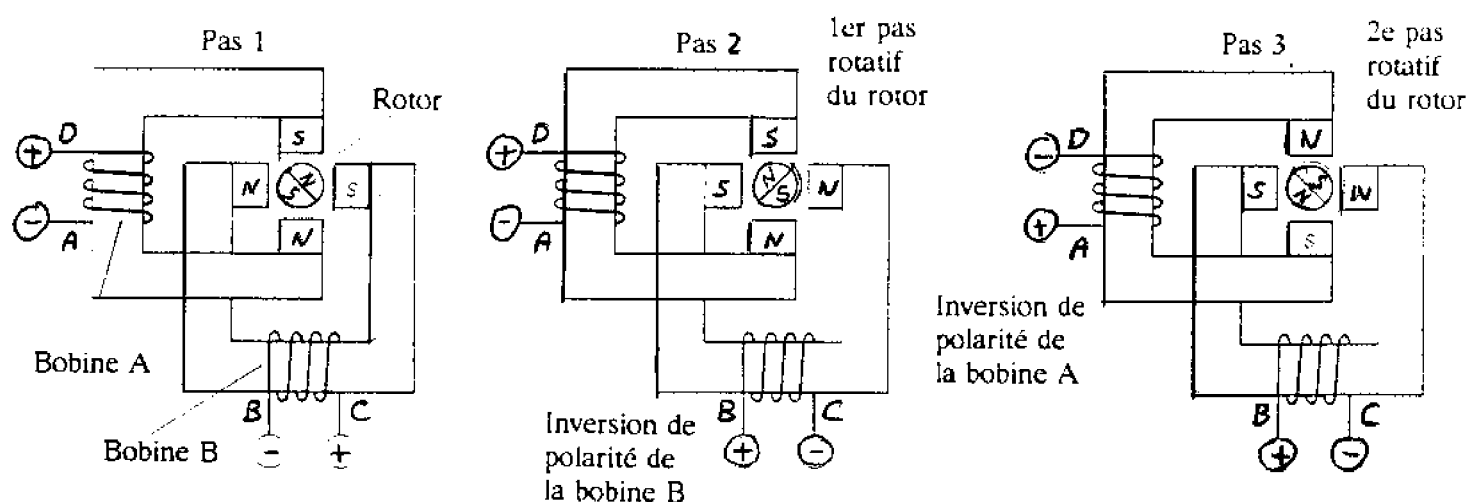 Pas 1
Rotor
D
+
S
N
N
S
S
-
A
N
Bobine A
B
C
Bobine B
-
+
Pas 2
1er pas
rotatif
du rotor
D
+
S
S
N
S
N
-
A
N
B
C
+
-
Inversion de
polarité de
la bobine B
Pas 3
2e pas
rotatif
du rotor
D
-
N
S
S
N
N
+
A
S
Inversion de
polarité de
la bobine A
B
C
+
-